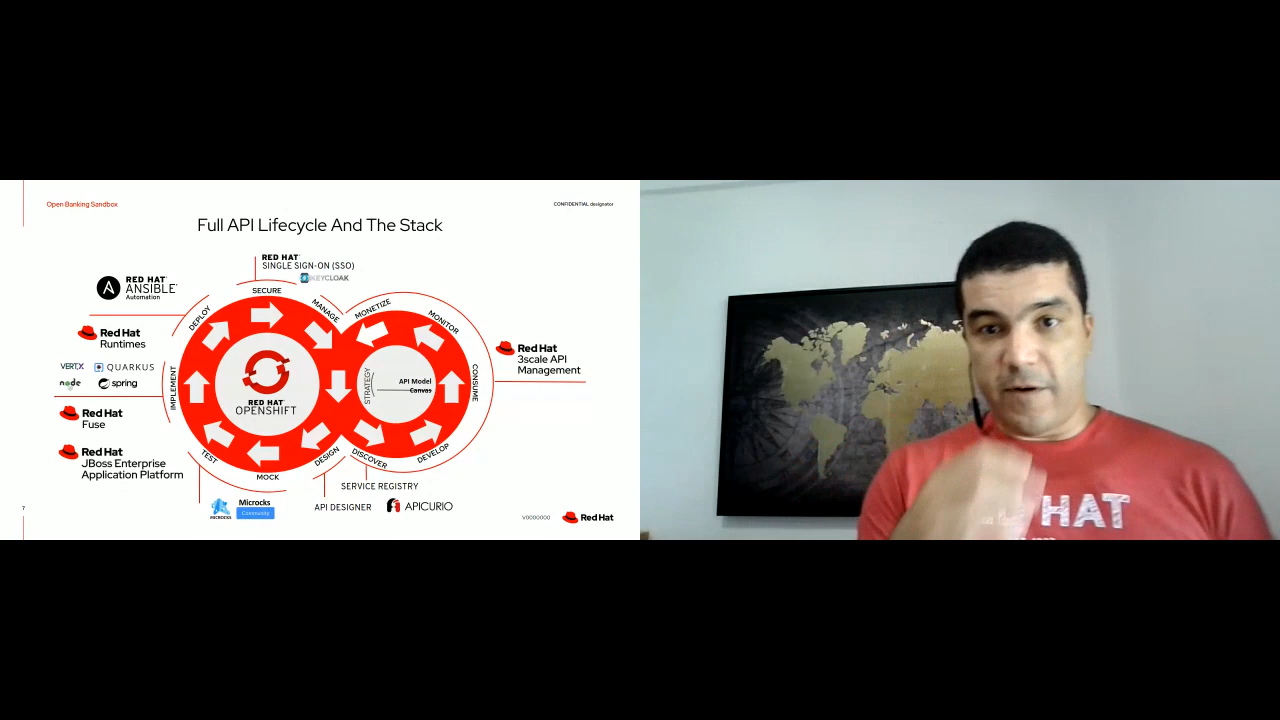 Open Banking Sandbox
CONFIDENTIAL designator
Full API Lifecycle And The Stack
RED HAT
SINGLE SIGN-ON (SSO)
KEYCLOAK
RED HAT
ANSIBLE
Automation
Red Hat
Runtimes
VERT.X
QUARKUS
node
spring
Red Hat
Fuse
Red Hat
JBoss Enterprise
Application Platform
SECURE
MANAGE
MONETIZE
MONITOR
CONSUME
DEVELOP
DISCOVER
DESIGN
MOCK
TEST
IMPLEMENT
DEPLOY
STRATEGY
API Model
Canvas
RED HAT
OPENSHIFT
Red Hat
3scale API
Management
SERVICE REGISTRY
API DESIGNER
APICURIO
MICROCKS
Microcks
Community
7
V0000000
Red Hat
HAT